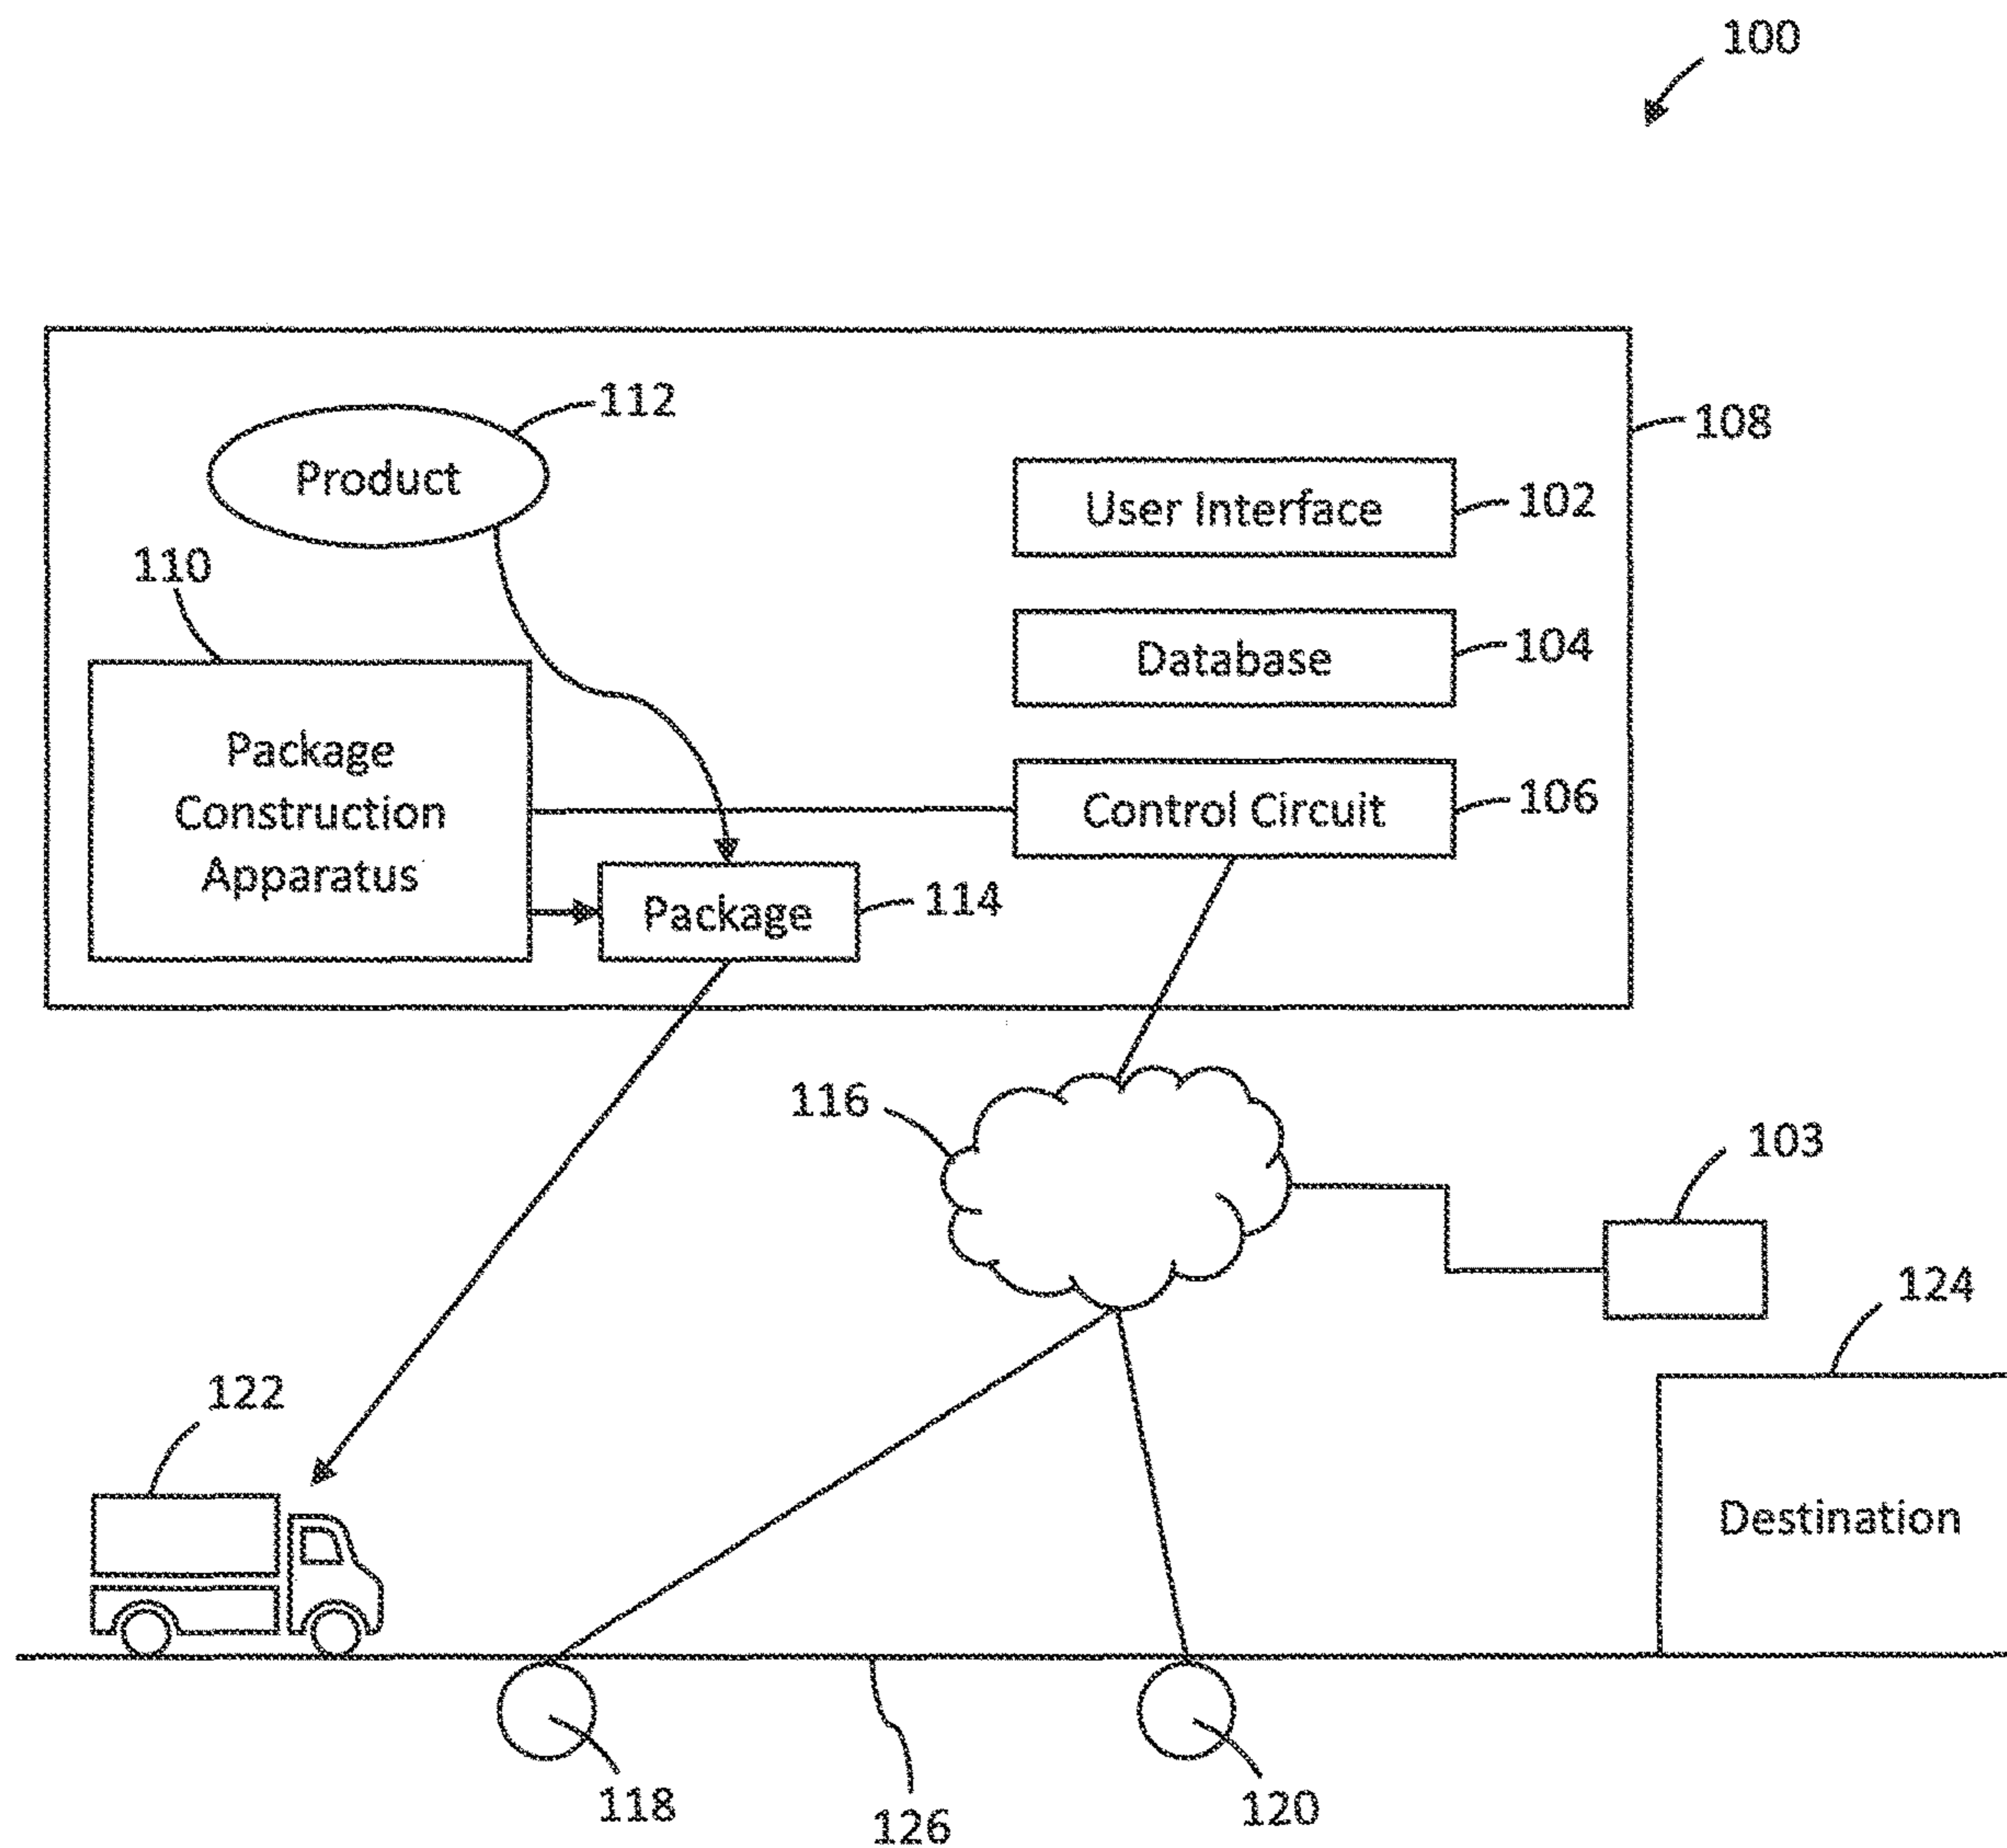 100
112
108
Product
User Interface
102
110
Database
104
Package
Construction
Apparatus
Control Circuit
106
Package
114
116
103
124
122
Destination
118
126
120